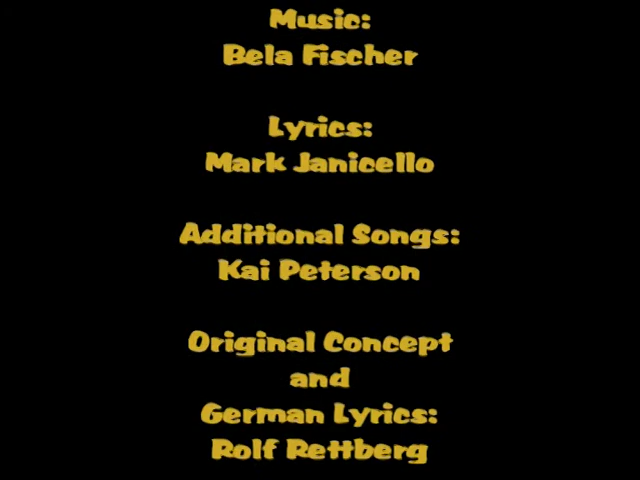 Music:
Bela Fischer
Lyrics:
Mark Janicello
Additional Songs:
Kai Peterson
Original Concept
and
German Lyrics:
Rolf Rettberg